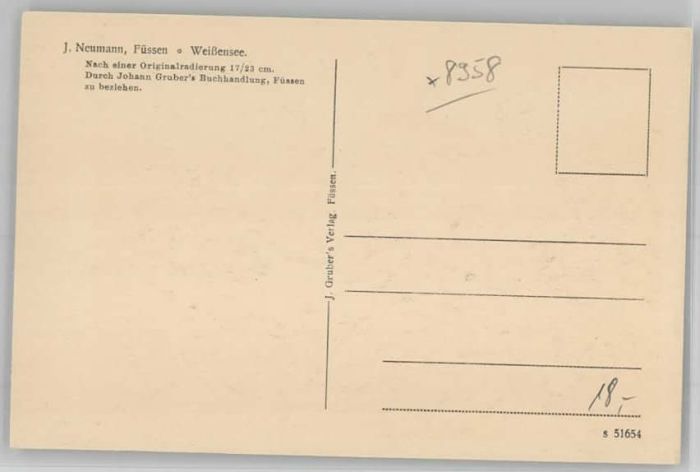 J. Neumann, Füssen o Weißensee.
Nach einer Originalradierung 17/23 cm.
Durch Johann Gruber's Buchhandlung, Füssen
zu beziehen.
x 8958
J. Gruber's Verlag Füssen.
18,-
s 51654